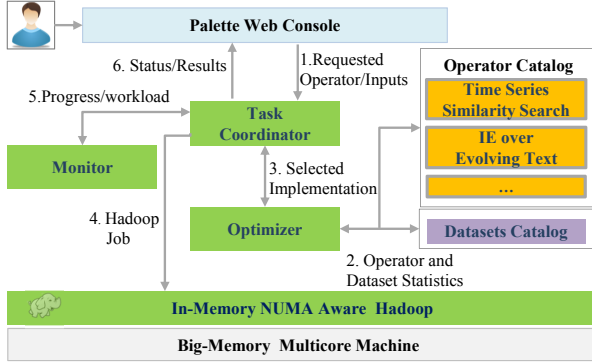 Palette Web Console
6. Status/Results
1.Requested
Operator/Inputs
Operator Catalog
Time Series
Similarity Search
IE over
Evolving Text
...
5.Progress/workload
Task
Coordinator
Monitor
3. Selected
Implementation
4. Hadoop
Job
Optimizer
Datasets Catalog
2. Operator and
Dataset Statistics
In-Memory NUMA Aware Hadoop
Big-Memory Multicore Machine